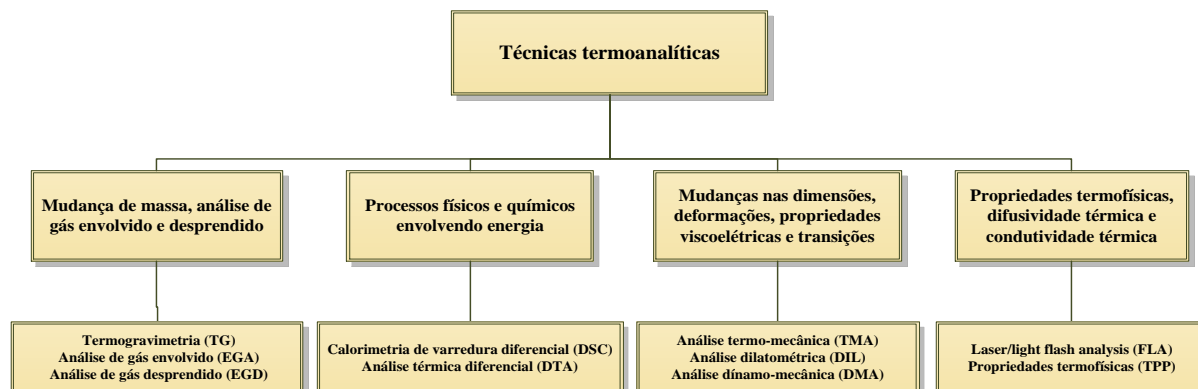 Técnicas termoanalíticas
Mudança de massa, análise de
gás envolvido e desprendido
Processos físicos e químicos
envolvendo energia
Mudanças nas dimensões,
deformações, propriedades
viscoelétricas e transições
Propriedades termofísicas,
difusividade térmica e
condutividade térmica
Termogravimetria (TG)
Análise de gás envolvido (EGA)
Análise de gás desprendido (EGD)
Calorimetria de varredura diferencial (DSC)
Análise térmica diferencial (DTA)
Análise termo-mecânica (TMA)
Análise dilatométrica (DIL)
Análise dínamo-mecânica (DMA)
Laser/light flash analysis (FLA)
Propriedades termofísicas (TPP)